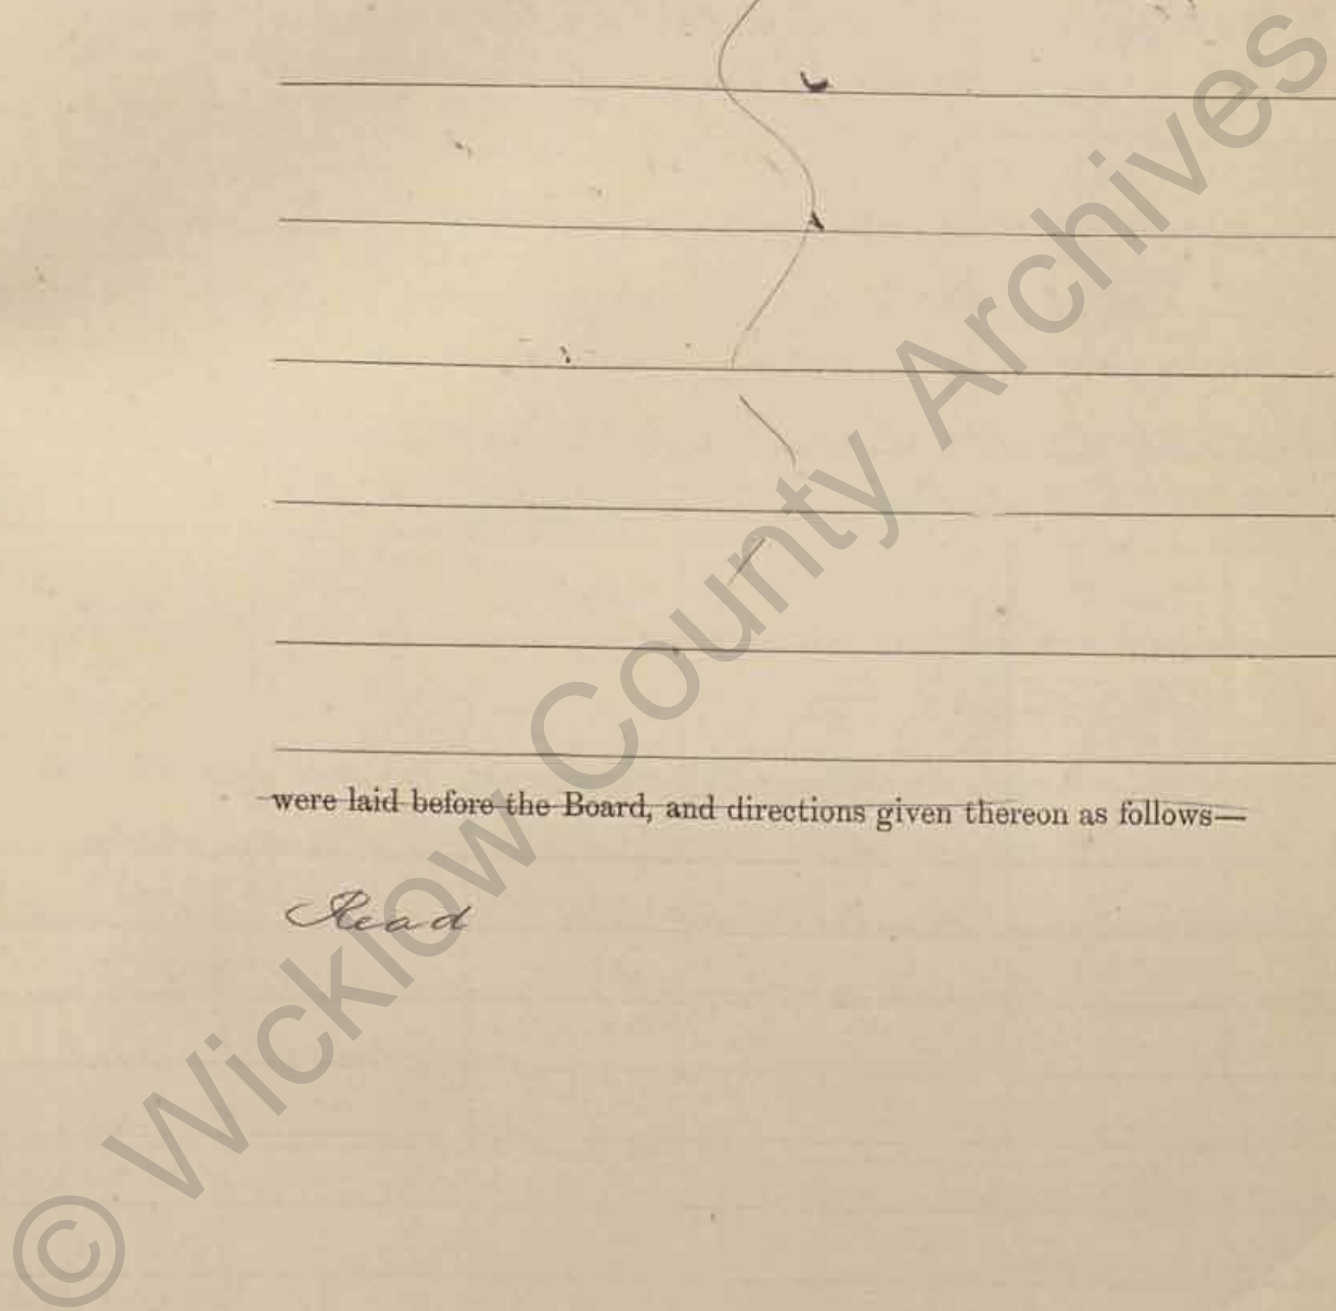 were laid before the Board, and directions given thereon as follows—
Read
© Wicklow County Archives